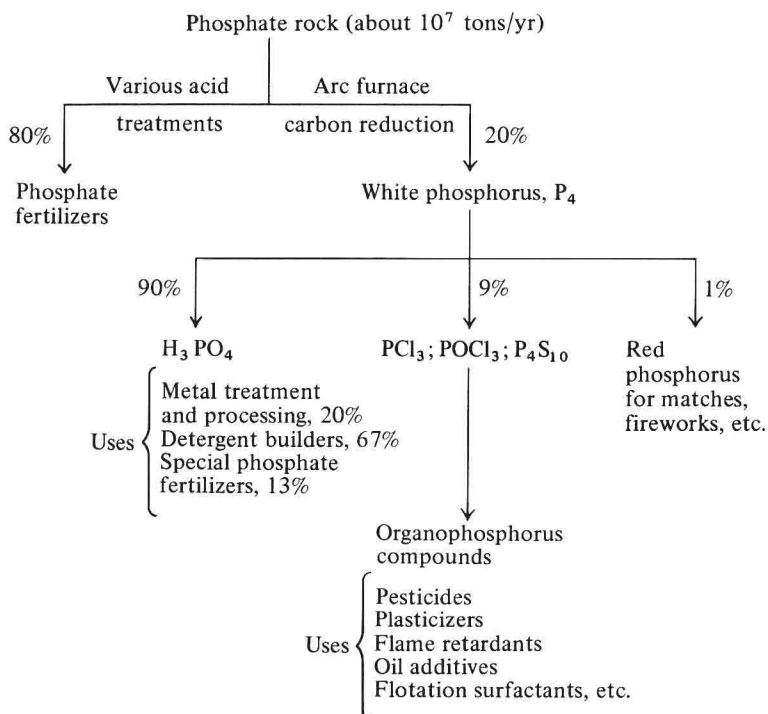 Phosphate rock (about 10⁷ tons/yr)
Various acid
treatments
Arc furnace
carbon reduction
80%
20%
Phosphate
fertilizers
White phosphorus, P₄
90%
9%
1%
H₃PO₄
PCl₃; POCl₃; P₄S₁₀
Red
phosphorus
for matches,
fireworks, etc.
Uses
Metal treatment
and processing, 20%
Detergent builders, 67%
Special phosphate
fertilizers, 13%
Organophosphorus
compounds
Uses
Pesticides
Plasticizers
Flame retardants
Oil additives
Flotation surfactants, etc.